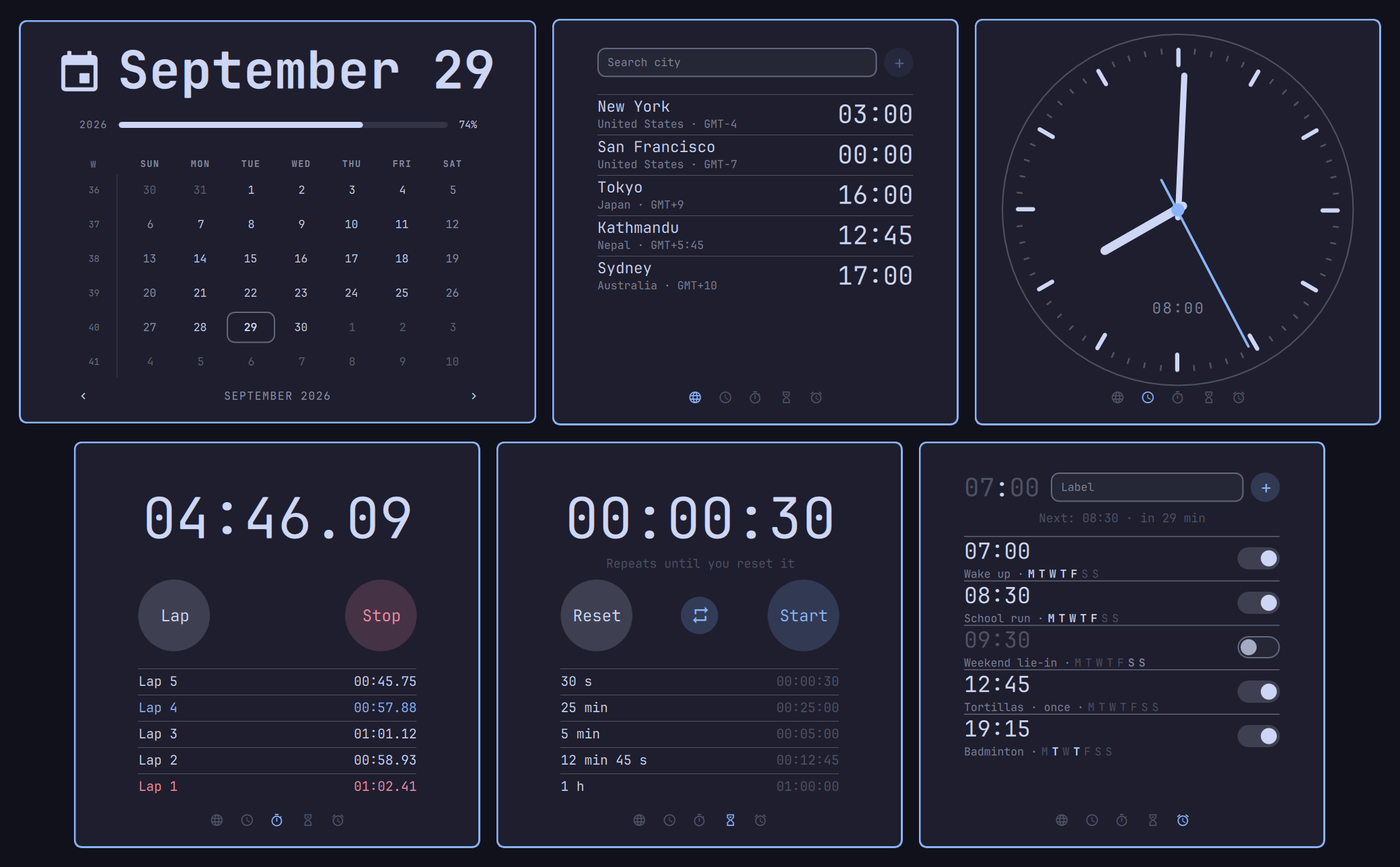 September 29
2026 74%
W SUN MON TUE WED THU FRI SAT
36 30 31 1 2 3 4 5
37 6 7 8 9 10 11 12
38 13 14 15 16 17 18 19
39 20 21 22 23 24 25 26
40 27 28 29 30 1 2 3
41 4 5 6 7 8 9 10
‹ SEPTEMBER 2026 ›
Search city +
New York 03:00
United States · GMT-4
San Francisco 00:00
United States · GMT-7
Tokyo 16:00
Japan · GMT+9
Kathmandu 12:45
Nepal · GMT+5:45
Sydney 17:00
Australia · GMT+10
08:00
04:46.09
Lap Stop
Lap 5 00:45.75
Lap 4 00:57.88
Lap 3 01:01.12
Lap 2 00:58.93
Lap 1 01:02.41
00:00:30
Repeats until you reset it
Reset Start
30 s 00:00:30
25 min 00:25:00
5 min 00:05:00
12 min 45 s 00:12:45
1 h 01:00:00
07:00 Label +
Next: 08:30 · in 29 min
07:00
Wake up · M T W T F S S
08:30
School run · M T W T F S S
09:30
Weekend lie-in · M T W T F S S
12:45
Tortillas · once · M T W T F S S
19:15
Badminton · M T W T F S S